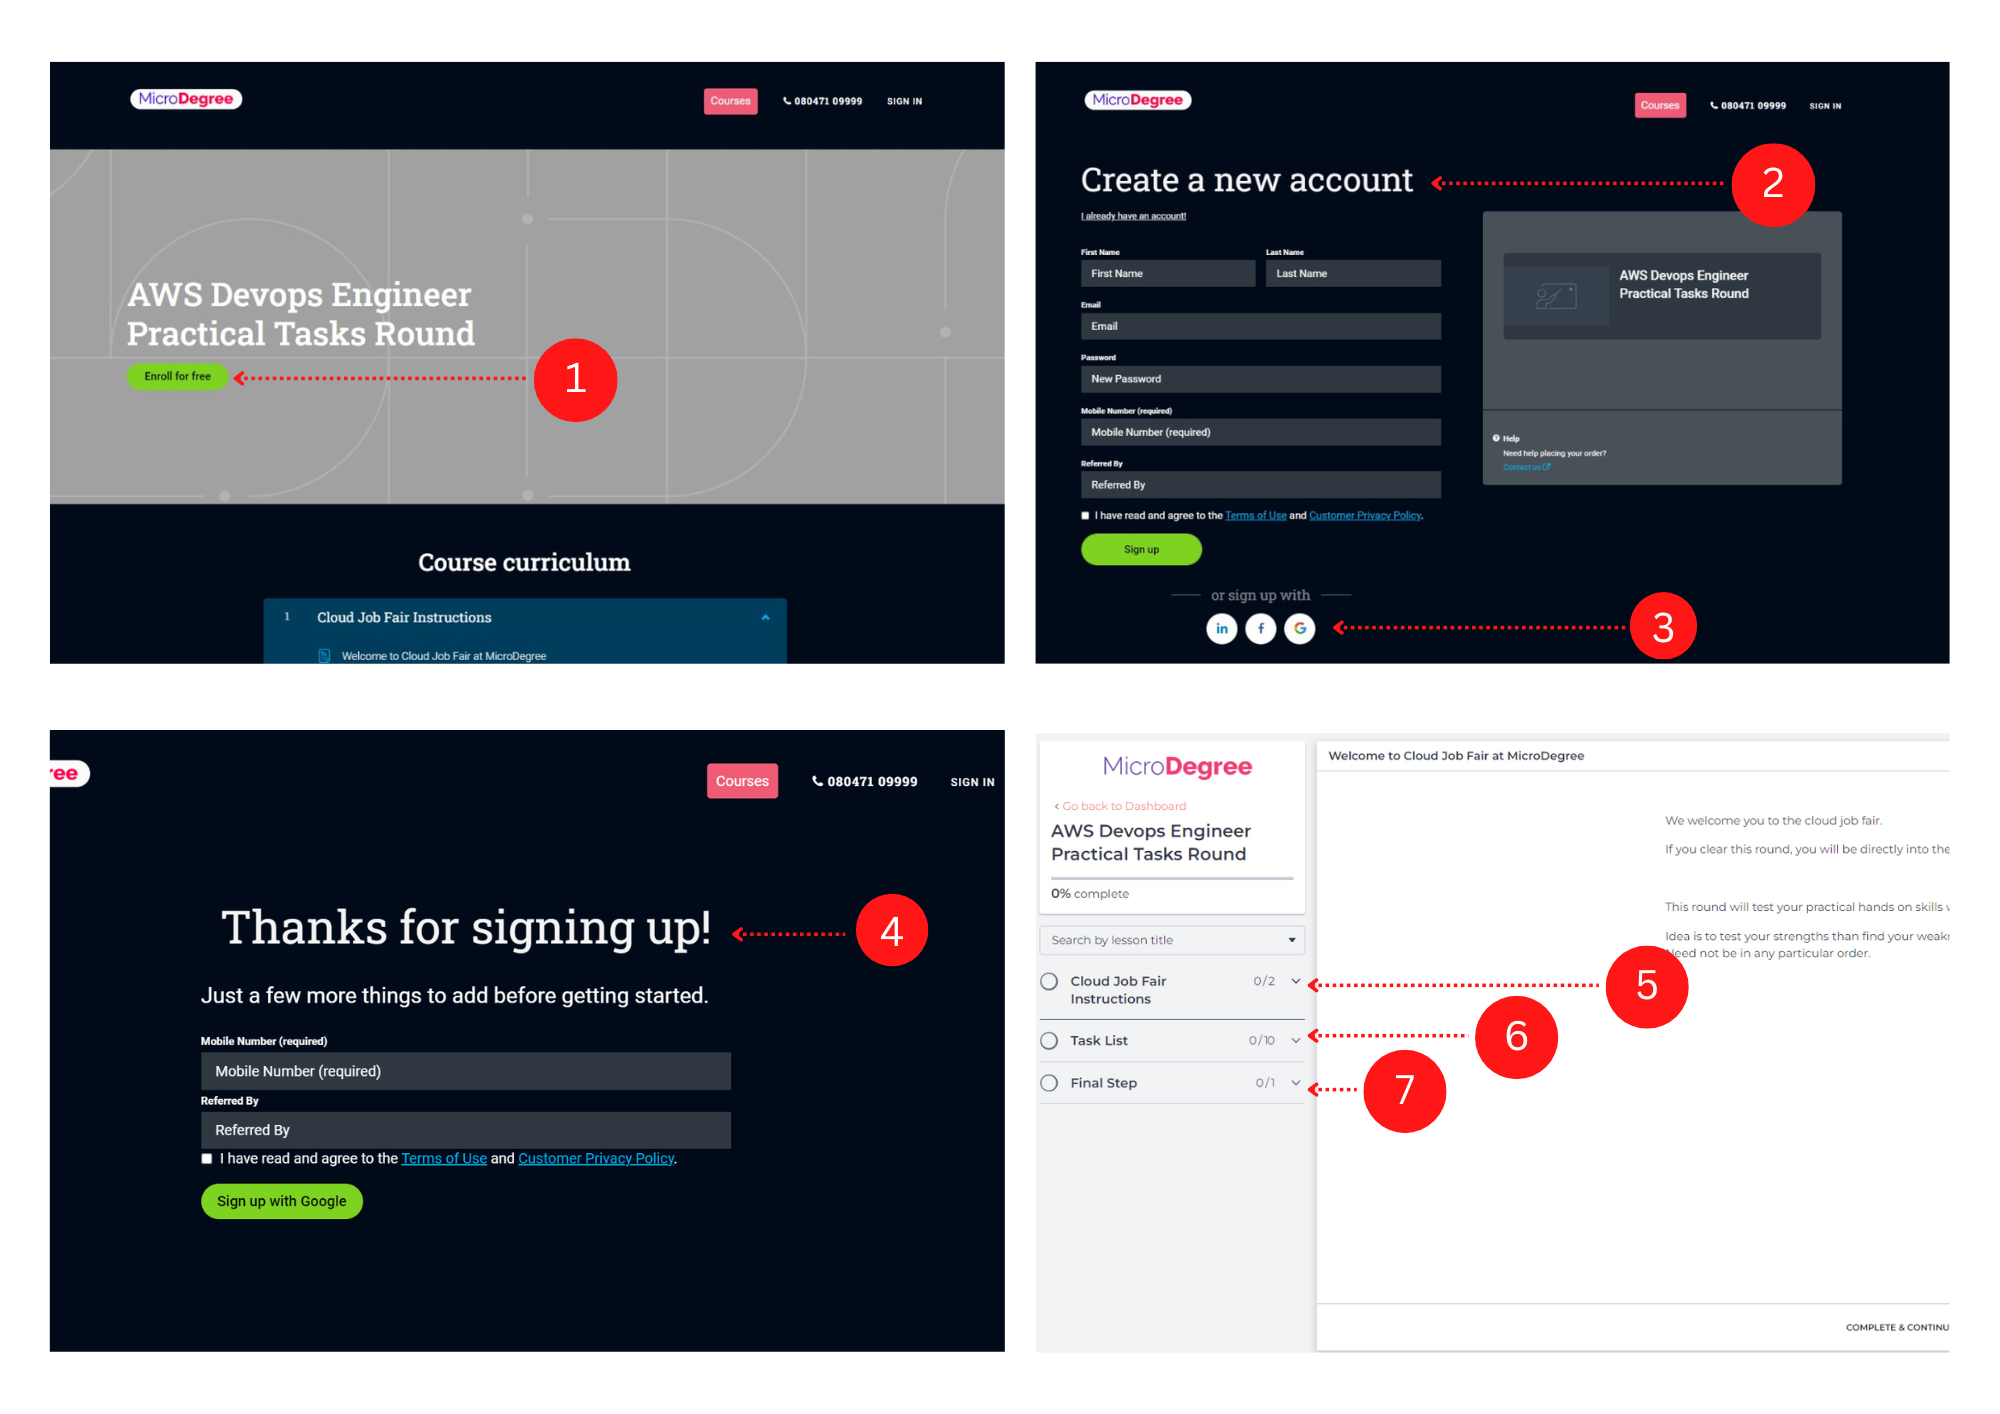 MicroDegree
Courses
080471 09999
SIGN IN
AWS Devops Engineer
Practical Tasks Round
Enroll for free
1
Course curriculum
1 Cloud Job Fair Instructions
Welcome to Cloud Job Fair at MicroDegree
MicroDegree
Courses
080471 09999
SIGN IN
Create a new account
2
I already have an account!
First Name
Last Name
First Name
Last Name
Email
Email
Password
New Password
Mobile Number (required)
Mobile Number (required)
Referred By
Referred By
I have read and agree to the Terms of Use and Customer Privacy Policy.
Sign up
or sign up with
in f G
3
AWS Devops Engineer
Practical Tasks Round
Help
Need help placing your order?
Contact us
ree
Courses
080471 09999
SIGN IN
Thanks for signing up!
4
Just a few more things to add before getting started.
Mobile Number (required)
Mobile Number (required)
Referred By
Referred By
I have read and agree to the Terms of Use and Customer Privacy Policy.
Sign up with Google
MicroDegree
< Go back to Dashboard
AWS Devops Engineer
Practical Tasks Round
0% complete
Search by lesson title
Cloud Job Fair
Instructions
0/2
5
Task List
0/10
6
Final Step
0/1
7
Welcome to Cloud Job Fair at MicroDegree
We welcome you to the cloud job fair.
If you clear this round, you will be directly into the
This round will test your practical hands on skills
Idea is to test your strengths than find your
Need not be in any particular order.
COMPLETE & CONTINU